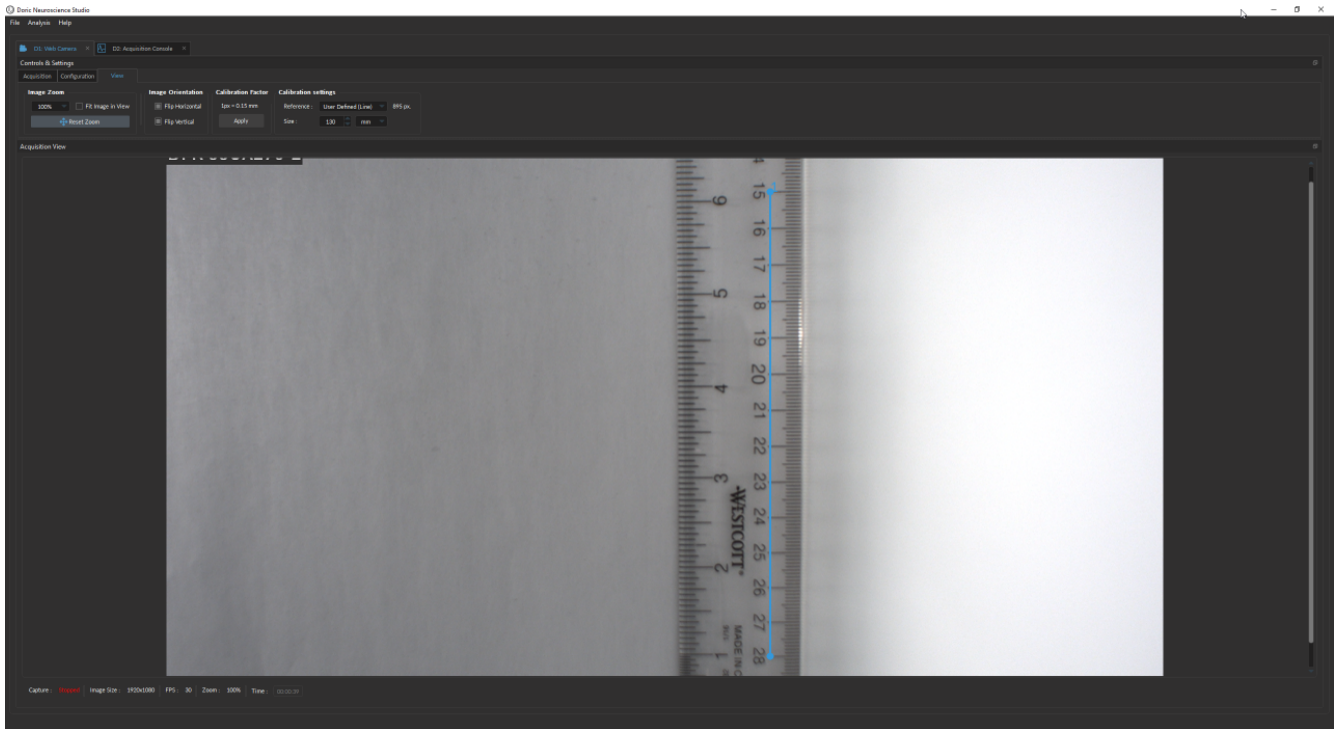 Doric Neuroscience Studio
File Analysis Help
D1: Web Camera × D2: Acquisition Console ×
Controls & Settings
Acquisition Configuration View
Image Zoom Image Orientation Calibration Factor Calibration settings
100% Fit Image in View Flip Horizontal 1px = 0.15 mm Reference : User Defined (Line) 895 px.
Reset Zoom Flip Vertical Apply Size : 130 mm
Acquisition View
15
6
16
17
5
18
19
20
4
21
22
3
23
WESTCOTT
24
25
2
26
27
MADE IN
1
28
Capture : Stopped Image Size : 1920x1080 FPS : 30 Zoom : 100% Time :